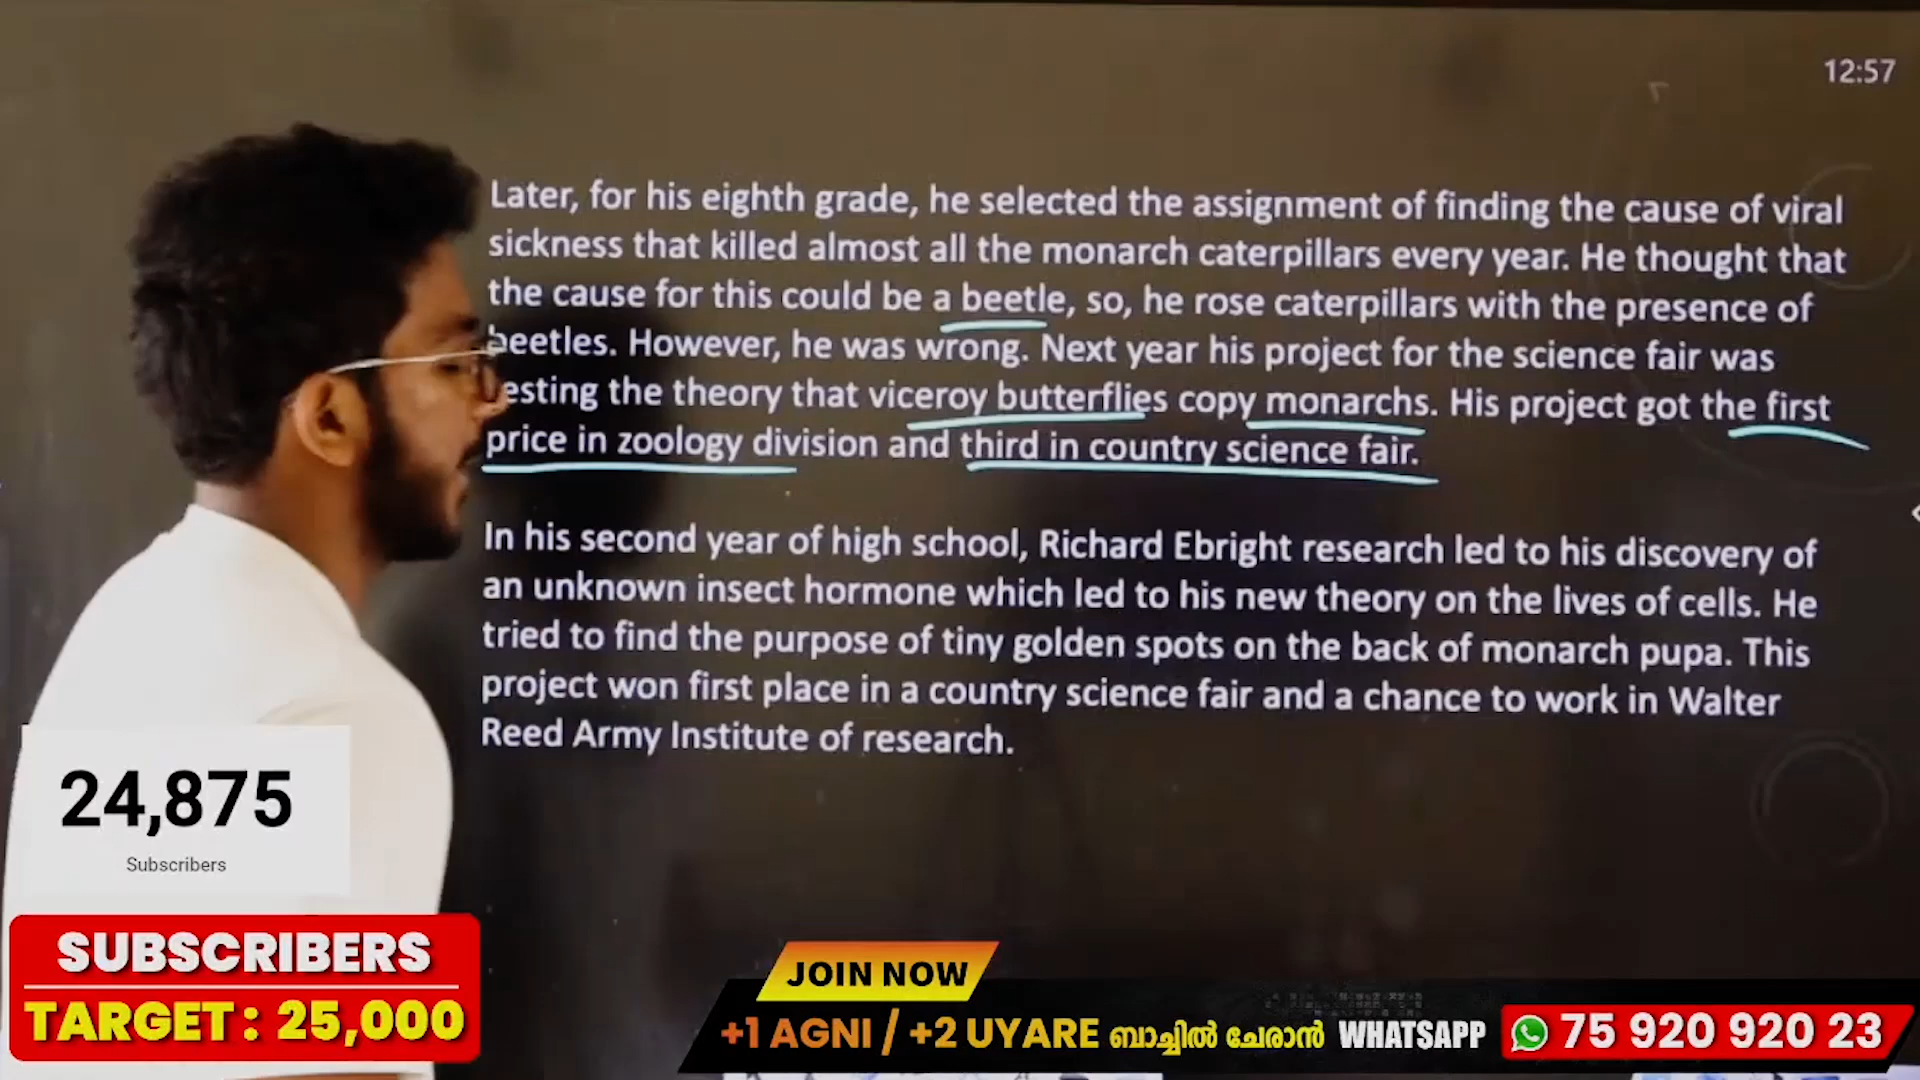 12:57
Later, for his eighth grade, he selected the assignment of finding the cause of viral
sickness that killed almost all the monarch caterpillars every year. He thought that
the cause for this could be a beetle, so, he rose caterpillars with the presence of
beetles. However, he was wrong. Next year his project for the science fair was
esting the theory that viceroy butterflies copy monarchs. His project got the first
price in zoology division and third in country science fair.
In his second year of high school, Richard Ebright research led to his discovery of
an unknown insect hormone which led to his new theory on the lives of cells. He
tried to find the purpose of tiny golden spots on the back of monarch pupa. This
project won first place in a country science fair and a chance to work in Walter
Reed Army Institute of research.
24,875
Subscribers
SUBSCRIBERS
TARGET : 25,000
JOIN NOW
+1 AGNI / +2 UYARE ബാച്ചിൽ ചേരാൻ WHATSAPP 75 920 920 23